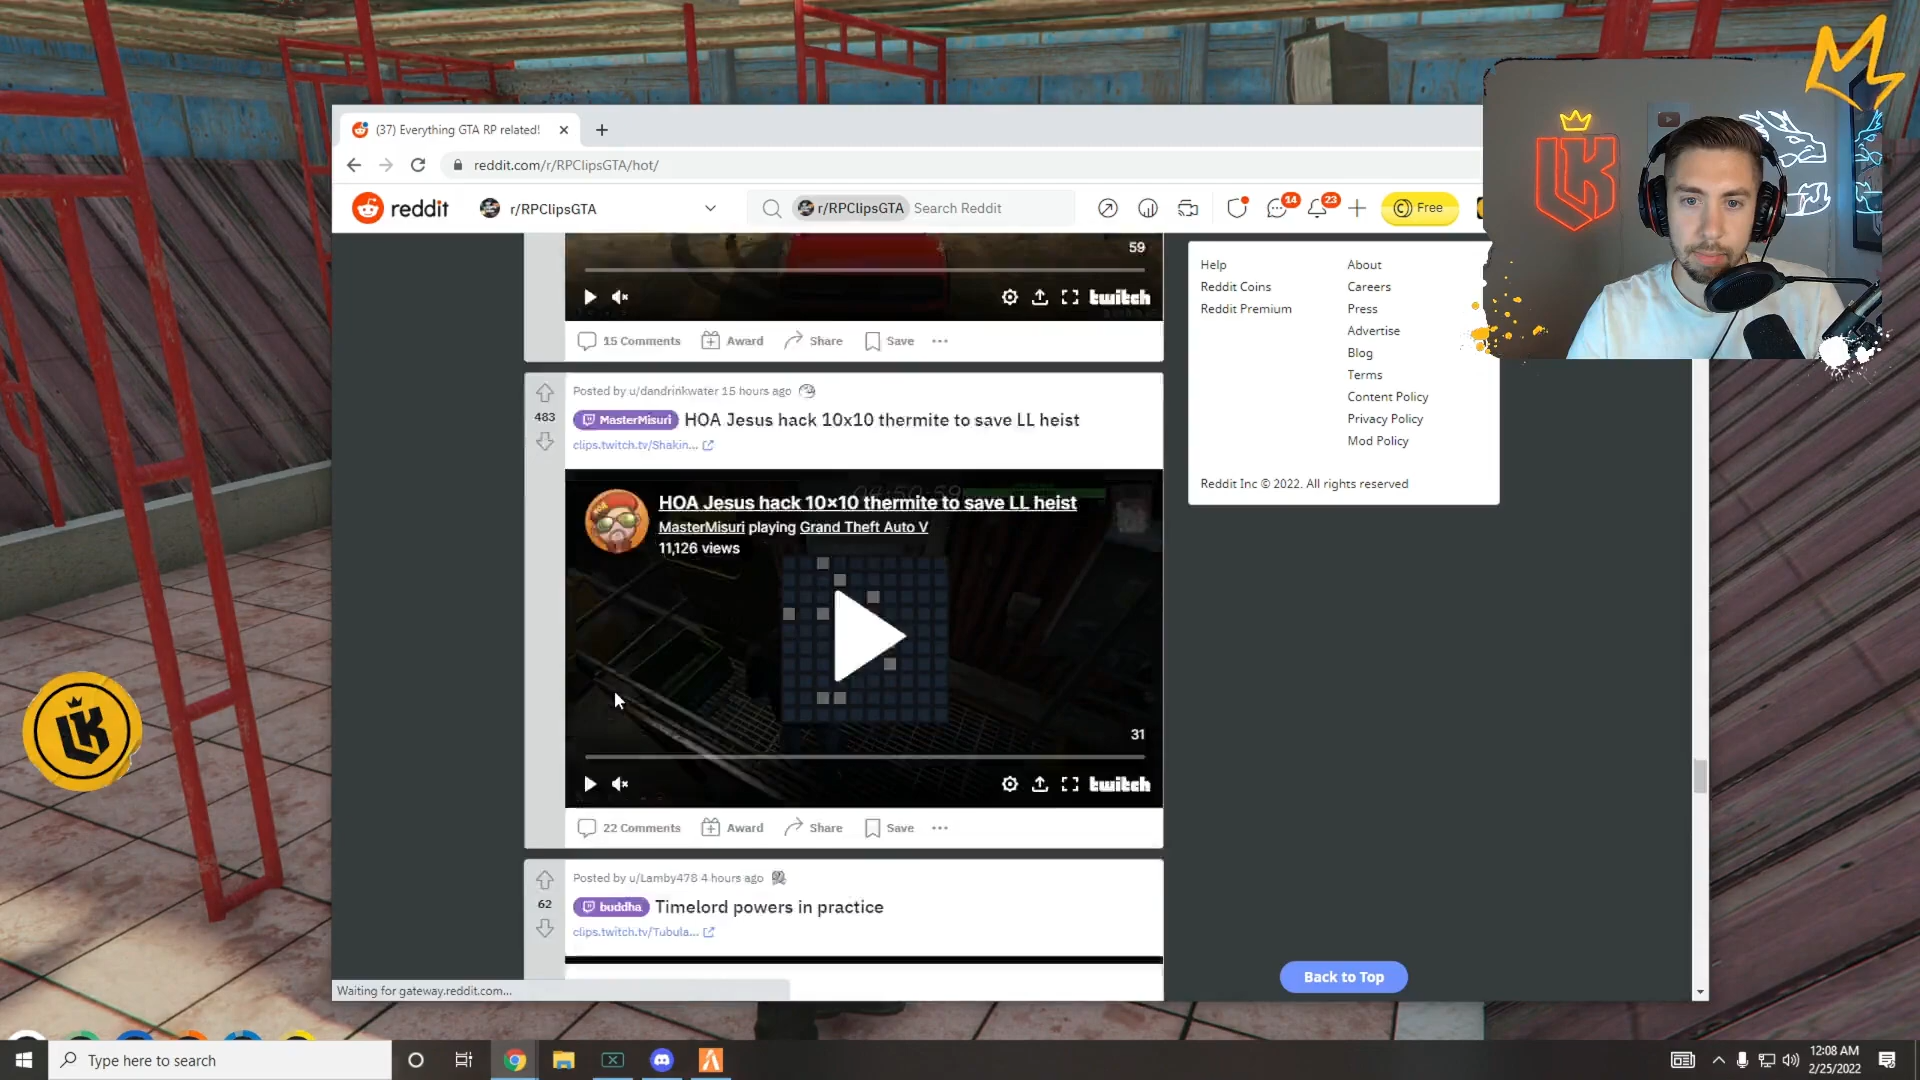 (37) Everything GTA RP related!
reddit.com/r/RPClipsGTA/hot/
reddit r/RPClipsGTA r/RPClipsGTA Search Reddit 14 23 Free
59
twitch
15 Comments Award Share Save
Help About
Reddit Coins Careers
Reddit Premium Press
Advertise
Blog
Terms
Content Policy
Privacy Policy
Mod Policy
Reddit Inc © 2022. All rights reserved
Posted by u/dandrinkwater 15 hours ago
483
MasterMisuri HOA Jesus hack 10x10 thermite to save LL heist
clips.twitch.tv/Shakin...
HOA Jesus hack 10×10 thermite to save LL heist
MasterMisuri playing Grand Theft Auto V
11,126 views
31
twitch
22 Comments Award Share Save
Posted by u/Lamby478 4 hours ago
62
buddha Timelord powers in practice
clips.twitch.tv/Tubula...
Back to Top
Waiting for gateway.reddit.com...
LK
LK
Type here to search
12:08 AM
2/25/2022